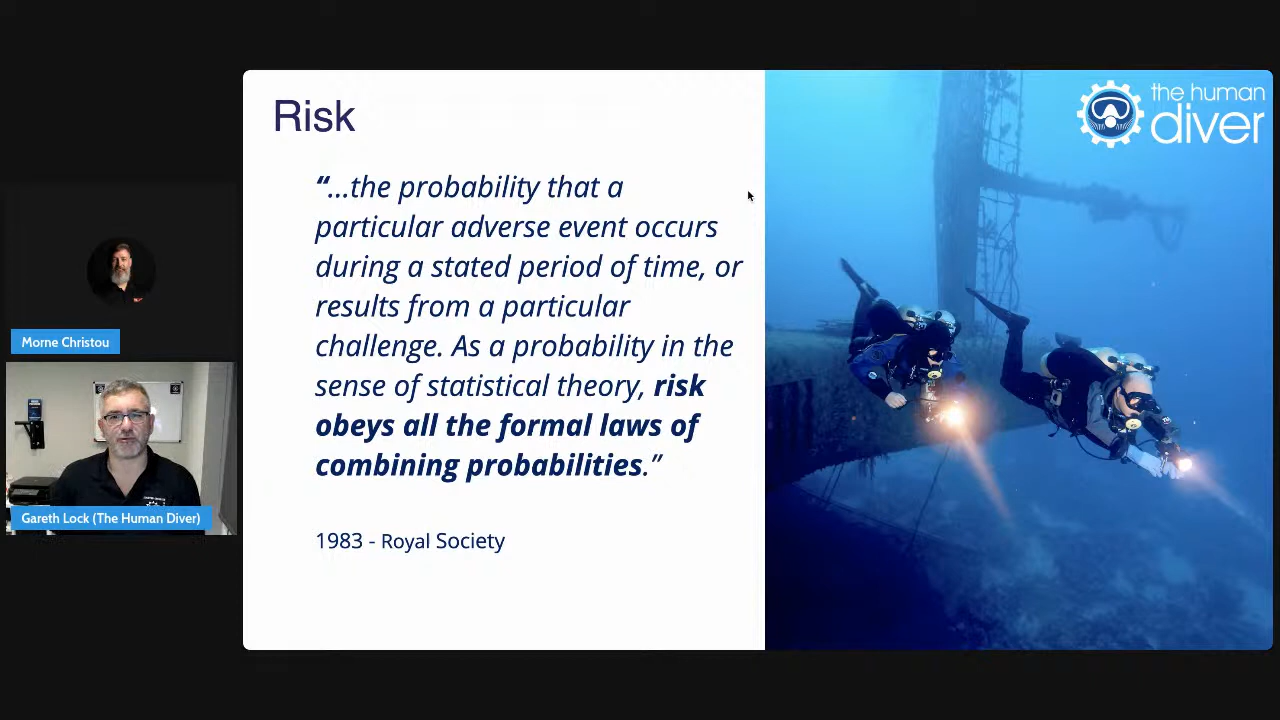 Risk
the human
diver
“...the probability that a
particular adverse event occurs
during a stated period of time, or
results from a particular
challenge. As a probability in the
sense of statistical theory, risk
obeys all the formal laws of
combining probabilities.”
1983 - Royal Society
Morne Christou
Gareth Lock (The Human Diver)